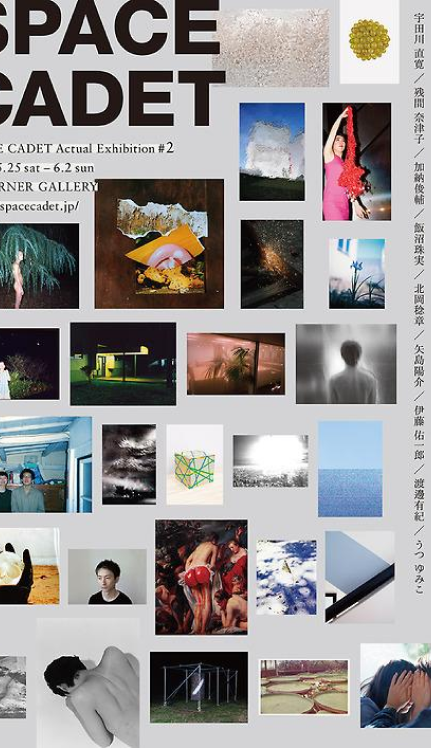 SPACE
CADET
E CADET Actual Exhibition #2
5.25 sat – 6.2 sun
RNER GALLERY
spacecadet.jp/
宇田川 直寛／残間 奈津子／加納俊輔／飯沼珠実／北岡稔章／矢島陽介／伊藤 佑一郎／渡邊有紀／うつ ゆみこ